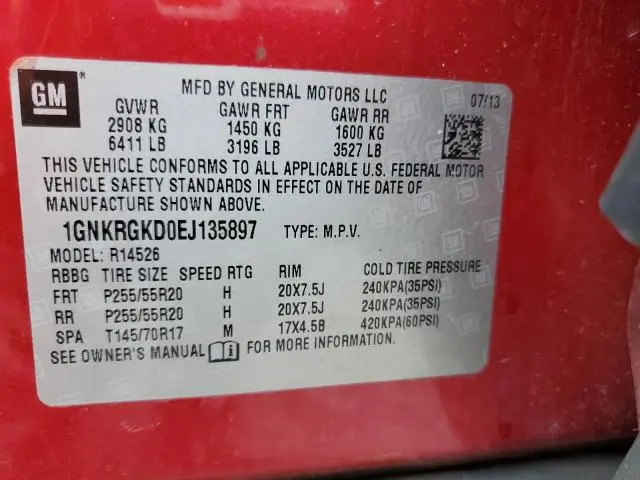 GM ®
MFD BY GENERAL MOTORS LLC
07/13
GVWR GAWR FRT GAWR RR
2908 KG 1450 KG 1600 KG
6411 LB 3196 LB 3527 LB
THIS VEHICLE CONFORMS TO ALL APPLICABLE U.S. FEDERAL MOTOR
VEHICLE SAFETY STANDARDS IN EFFECT ON THE DATE OF
MANUFACTURE SHOWN ABOVE.
1GNKRGKD0EJ135897 TYPE: M.P.V.
MODEL: R14526
RBBG TIRE SIZE SPEED RTG RIM COLD TIRE PRESSURE
FRT P255/55R20 H 20X7.5J 240KPA(35PSI)
RR P255/55R20 H 20X7.5J 240KPA(35PSI)
SPA T145/70R17 M 17X4.5B 420KPA(60PSI)
SEE OWNER'S MANUAL i FOR MORE INFORMATION.